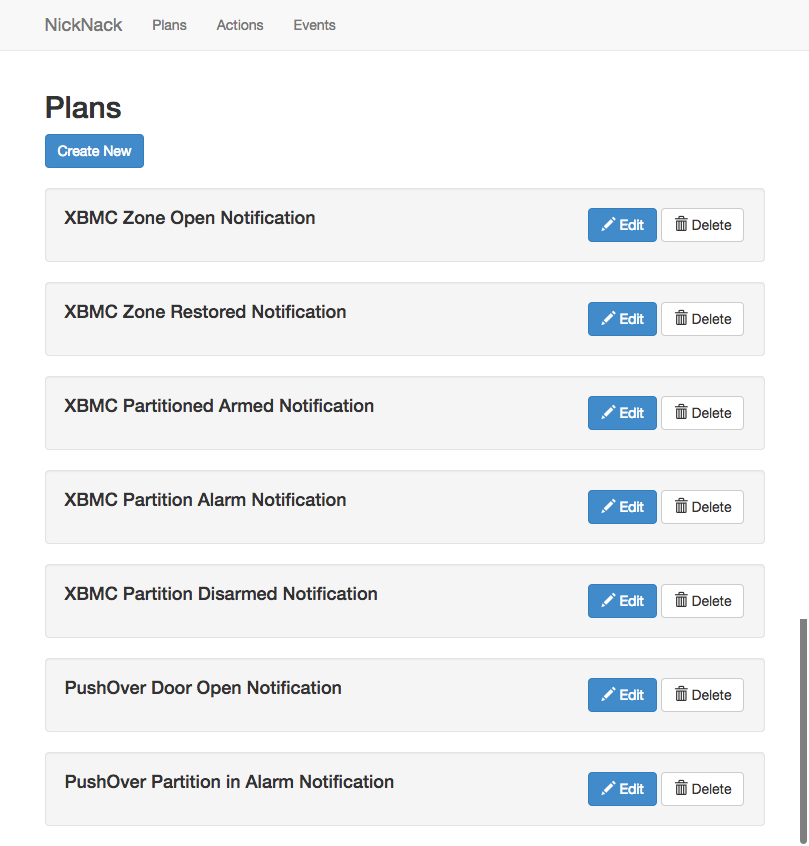 NickNack Plans Actions Events
Plans
Create New
XBMC Zone Open Notification Edit Delete
XBMC Zone Restored Notification Edit Delete
XBMC Partitioned Armed Notification Edit Delete
XBMC Partition Alarm Notification Edit Delete
XBMC Partition Disarmed Notification Edit Delete
PushOver Door Open Notification Edit Delete
PushOver Partition in Alarm Notification Edit Delete